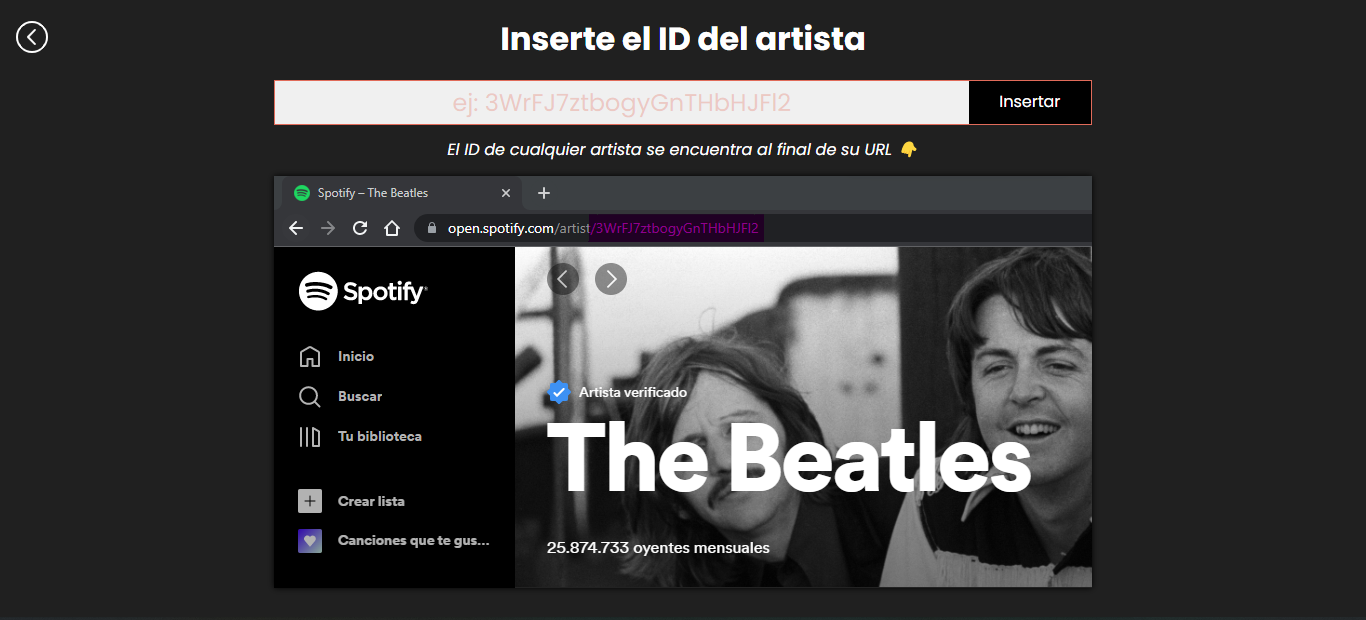 Inserte el ID del artista
ej: 3WrFJ7ztbogyGnTHbHJFl2
Insertar
El ID de cualquier artista se encuentra al final de su URL 👇
Spotify – The Beatles
open.spotify.com/artist/3WrFJ7ztbogyGnTHbHJFl2
Spotify®
Inicio
Buscar
Tu biblioteca
Crear lista
Canciones que te gus...
Artista verificado
The Beatles
25.874.733 oyentes mensuales